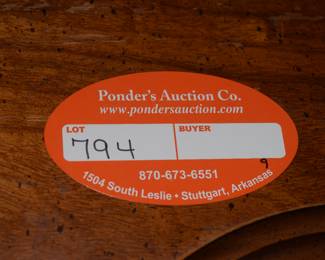 Ponder's Auction Co.
www.pondersauction.com
LOT BUYER
794
870-673-6551
1504 South Leslie • Stuttgart, Arkansas
9